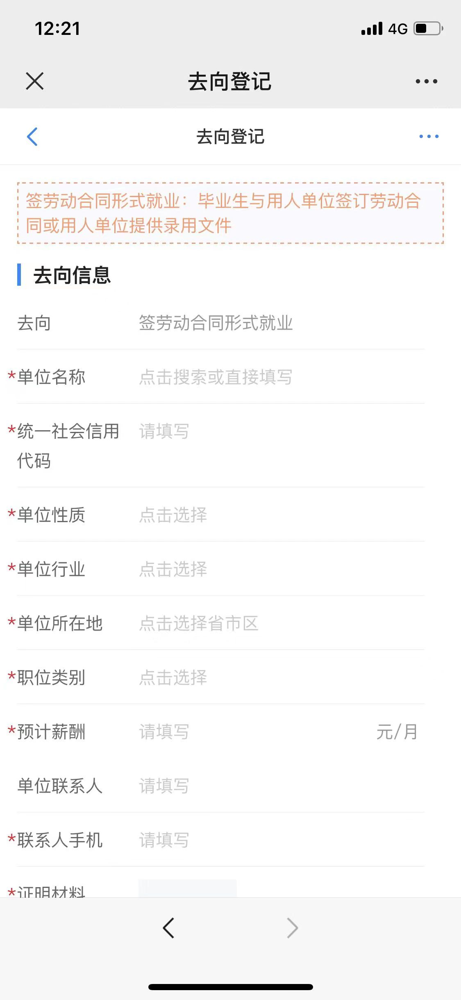 12:21
4G
去向登记
去向登记
签劳动合同形式就业：毕业生与用人单位签订劳动合
同或用人单位提供录用文件
去向信息
去向 签劳动合同形式就业
*单位名称 点击搜索或直接填写
*统一社会信用 请填写
代码
*单位性质 点击选择
*单位行业 点击选择
*单位所在地 点击选择省市区
*职位类别 点击选择
*预计薪酬 请填写 元/月
单位联系人 请填写
*联系人手机 请填写
*证明材料